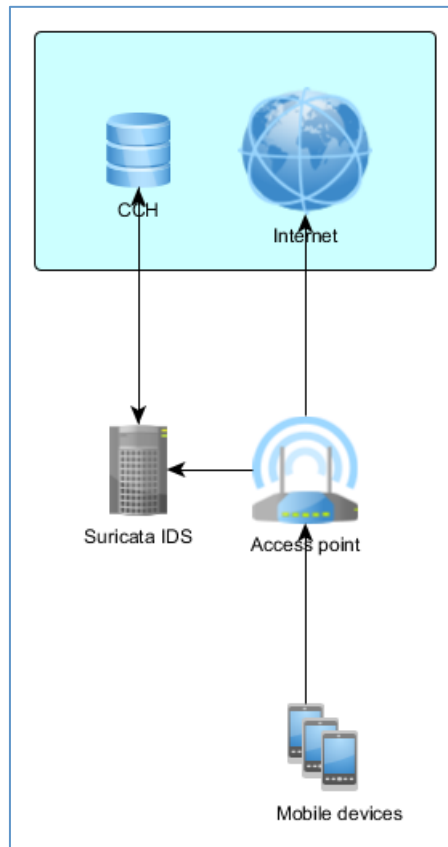 CCH
Internet
Suricata IDS
Access point
Mobile devices